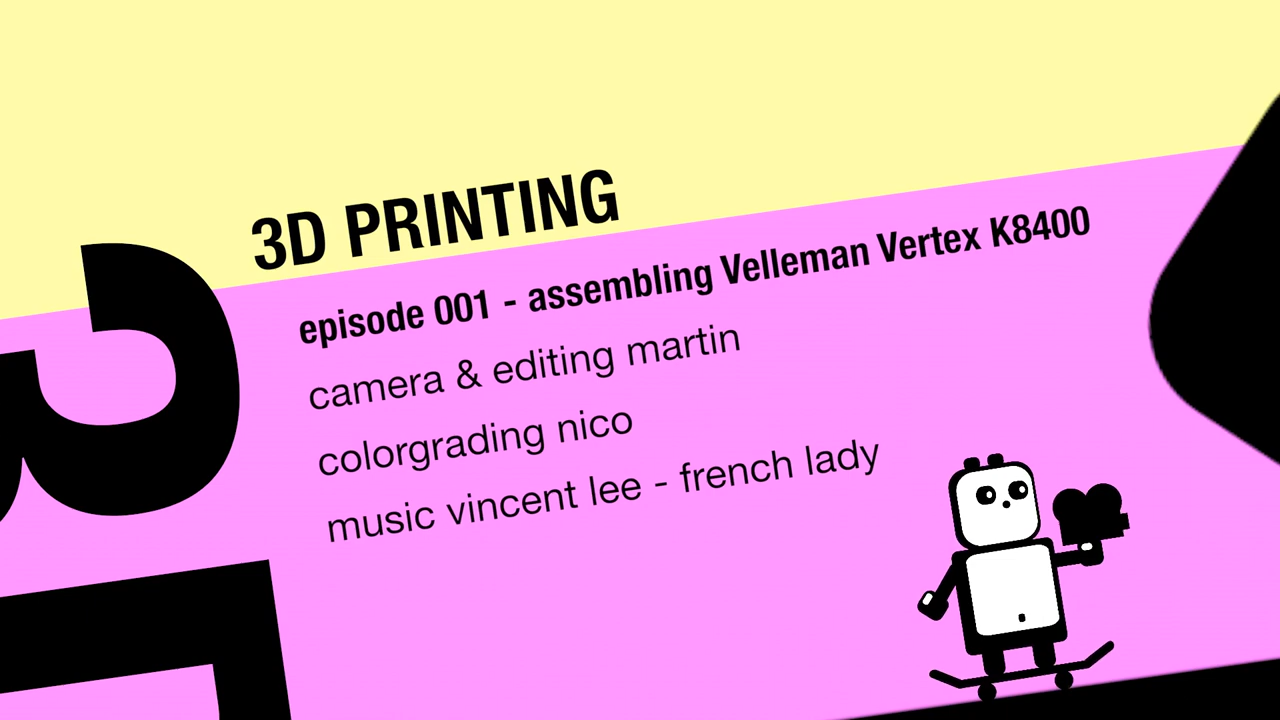 3D PRINTING
episode 001 - assembling Velleman Vertex K8400
camera & editing martin
colorgrading nico
music vincent lee - french lady